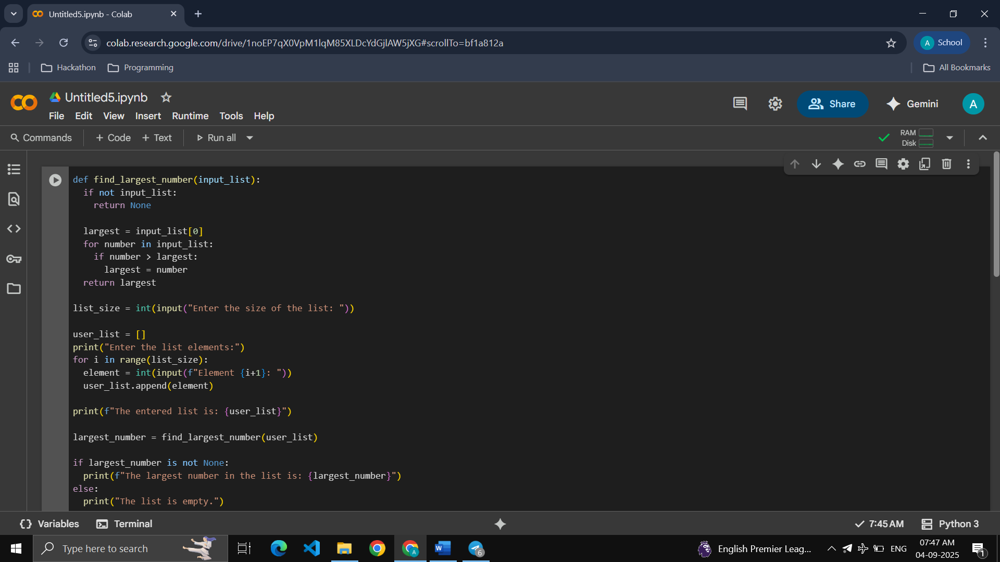 Untitled5.ipynb - Colab
colab.research.google.com/drive/1noEP7qX0VpM1lqM85XLDcYdGjlAW5jXG#scrollTo=bf1a812a
A School
Hackathon Programming All Bookmarks
Untitled5.ipynb
File Edit View Insert Runtime Tools Help
Share Gemini A
Commands + Code + Text Run all
RAM
Disk
def find_largest_number(input_list):
  if not input_list:
    return None
  largest = input_list[0]
  for number in input_list:
    if number > largest:
      largest = number
  return largest
list_size = int(input("Enter the size of the list: "))
user_list = []
print("Enter the list elements:")
for i in range(list_size):
  element = int(input(f"Element {i+1}: "))
  user_list.append(element)
print(f"The entered list is: {user_list}")
largest_number = find_largest_number(user_list)
if largest_number is not None:
  print(f"The largest number in the list is: {largest_number}")
else:
  print("The list is empty.")
Variables Terminal 7:45 AM Python 3
Type here to search
A
W
6
English Premier Leag...
ENG
07:47 AM
04-09-2025
1